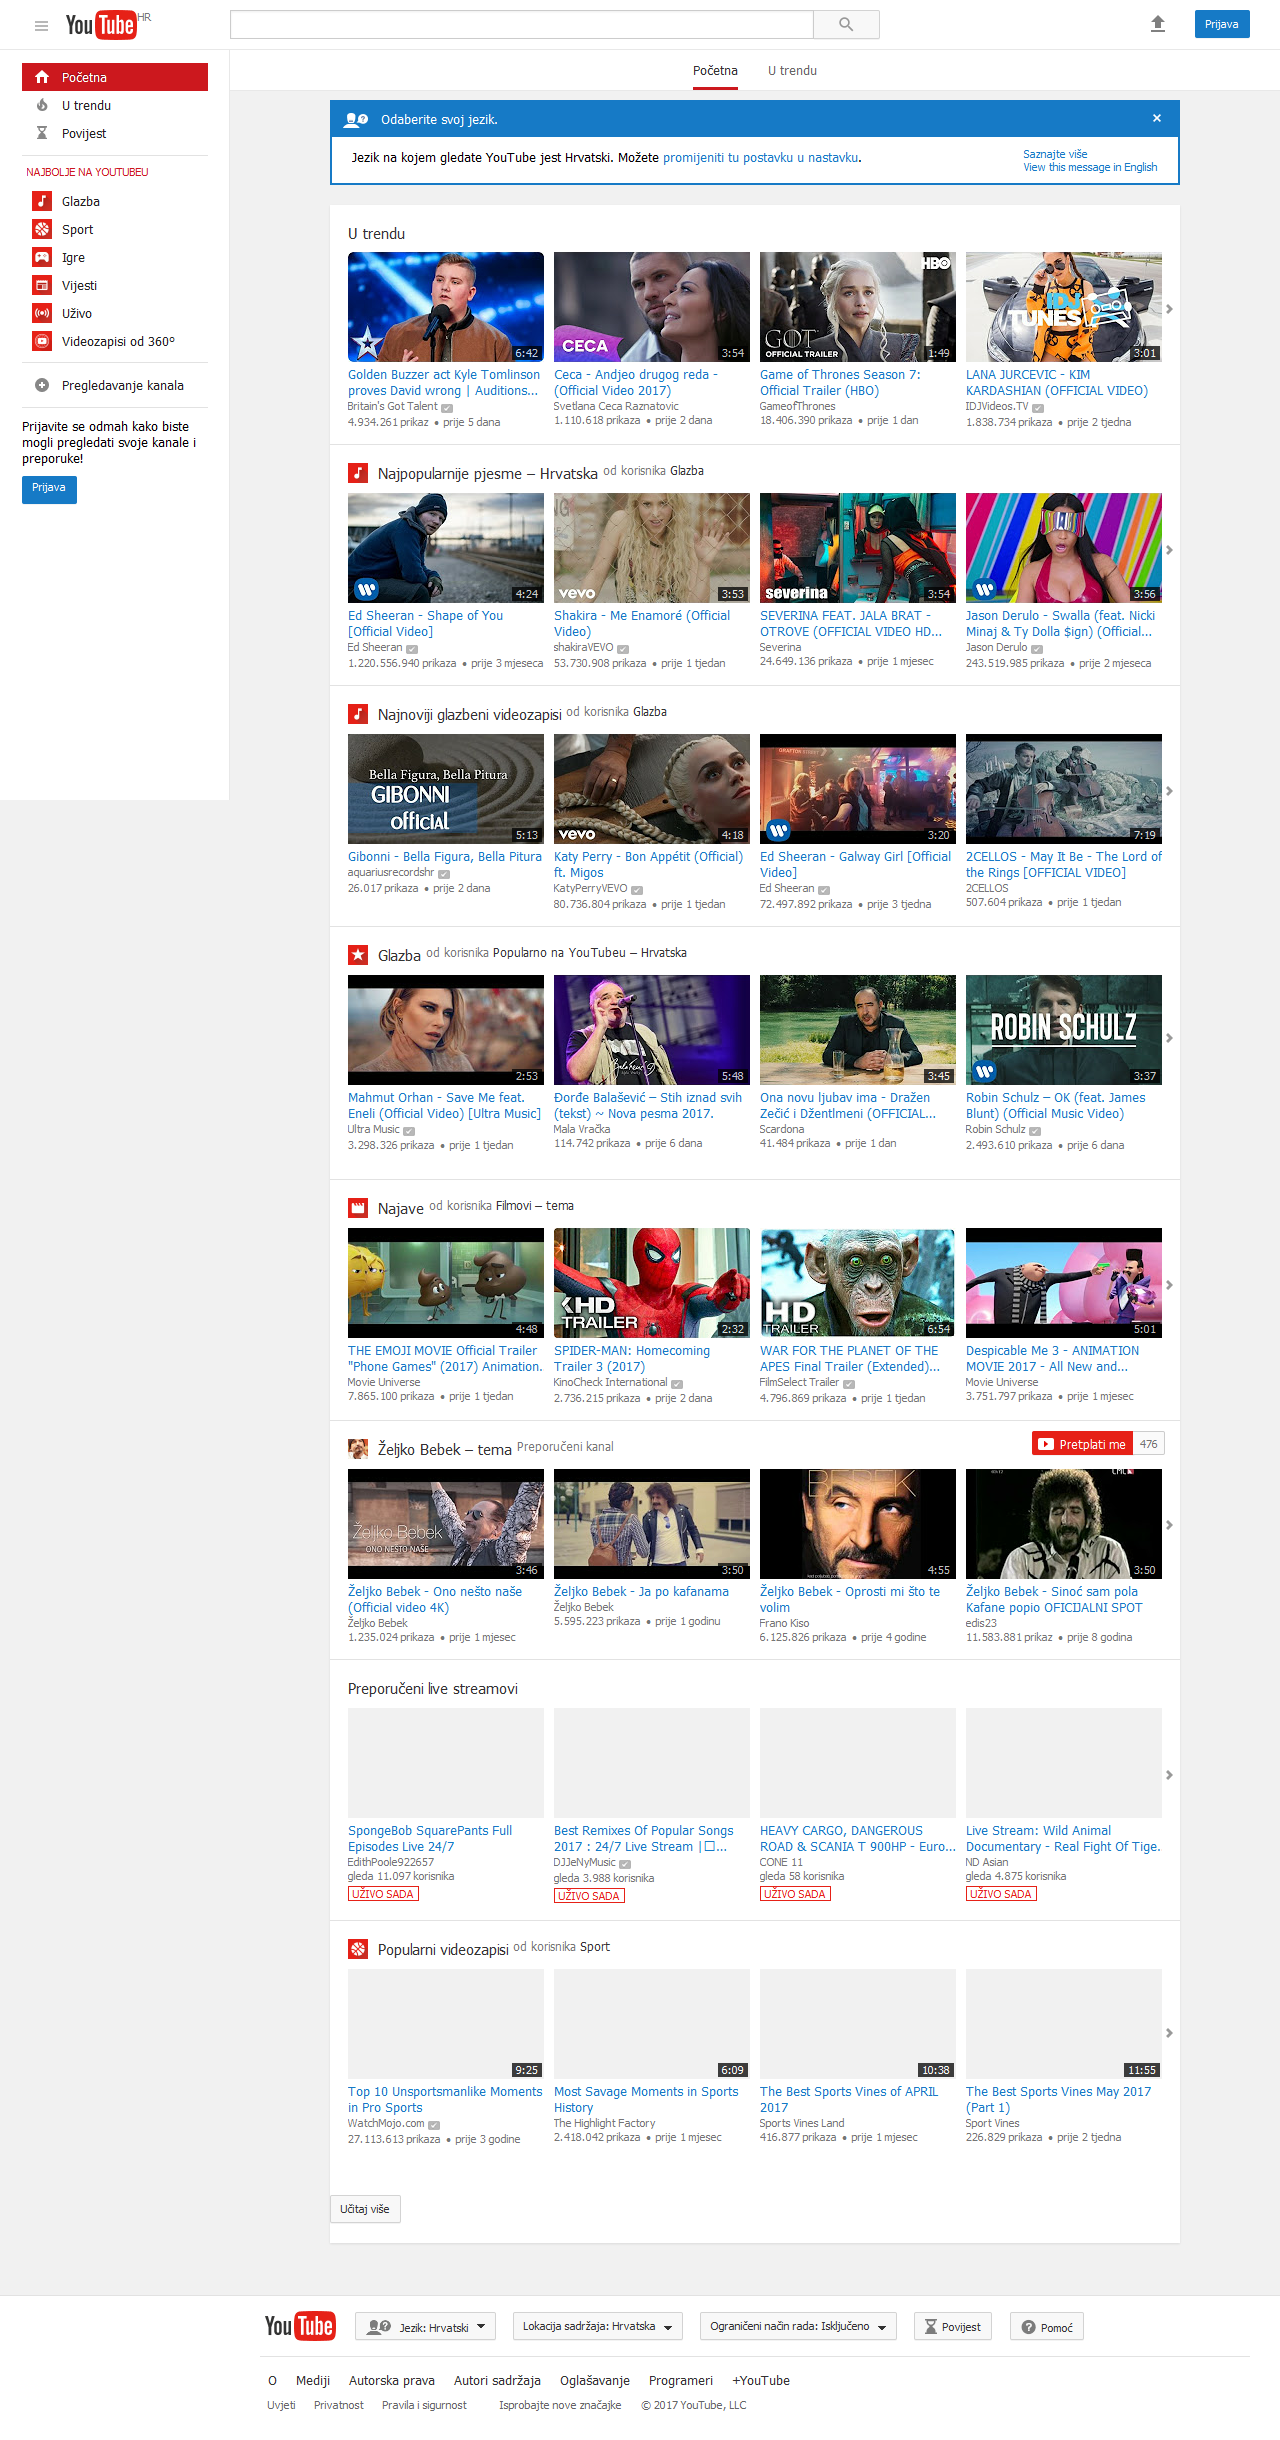 YouTube HR
Prijava
Početna
U trendu
Povijest
NAJBOLJE NA YOUTUBEU
Glazba
Sport
Igre
Vijesti
Uživo
Videozapisi od 360°
Pregledavanje kanala
Prijavite se odmah kako biste
mogli pregledati svoje kanale i
preporuke!
Prijava
Početna U trendu
Odaberite svoj jezik. ×
Jezik na kojem gledate YouTube jest Hrvatski. Možete promijeniti tu postavku u nastavku.
Saznajte više
View this message in English
U trendu
6:42
Golden Buzzer act Kyle Tomlinson
proves David wrong | Auditions...
Britain's Got Talent
4.934.261 prikaz • prije 5 dana
CECA
3:54
Ceca - Andjeo drugog reda -
(Official Video 2017)
Svetlana Ceca Raznatovic
1.110.618 prikaza • prije 2 dana
HBO
GOT
OFFICIAL TRAILER
1:49
Game of Thrones Season 7:
Official Trailer (HBO)
GameofThrones
18.406.390 prikaza • prije 1 dan
IDJ
TUNES
3:01
LANA JURCEVIC - KIM
KARDASHIAN (OFFICIAL VIDEO)
IDJVideos.TV
1.838.734 prikaza • prije 2 tjedna
Najpopularnije pjesme – Hrvatska od korisnika Glazba
4:24
Ed Sheeran - Shape of You
[Official Video]
Ed Sheeran
1.220.556.940 prikaza • prije 3 mjeseca
vevo
3:53
Shakira - Me Enamoré (Official
Video)
shakiraVEVO
53.730.908 prikaza • prije 1 tjedan
severina
3:54
SEVERINA FEAT. JALA BRAT -
OTROVE (OFFICIAL VIDEO HD...
Severina
24.649.136 prikaza • prije 1 mjesec
3:56
Jason Derulo - Swalla (feat. Nicki
Minaj & Ty Dolla $ign) (Official...
Jason Derulo
243.519.985 prikaza • prije 2 mjeseca
Najnoviji glazbeni videozapisi od korisnika Glazba
Bella Figura, Bella Pitura
GIBONNI
official
5:13
Gibonni - Bella Figura, Bella Pitura
aquariusrecordshr
26.017 prikaza • prije 2 dana
vevo
4:18
Katy Perry - Bon Appétit (Official)
ft. Migos
KatyPerryVEVO
80.736.804 prikaza • prije 1 tjedan
GRAFTON STREET
3:20
Ed Sheeran - Galway Girl [Official
Video]
Ed Sheeran
72.497.892 prikaza • prije 3 tjedna
7:19
2CELLOS - May It Be - The Lord of
the Rings [OFFICIAL VIDEO]
2CELLOS
507.604 prikaza • prije 1 tjedan
Glazba od korisnika Popularno na YouTubeu – Hrvatska
2:53
Mahmut Orhan - Save Me feat.
Eneli (Official Video) [Ultra Music]
Ultra Music
3.298.326 prikaza • prije 1 tjedan
5:48
Đorđe Balašević – Stih iznad svih
(tekst) ~ Nova pesma 2017.
Mala Vračka
114.742 prikaza • prije 6 dana
3:45
Ona novu ljubav ima - Dražen
Zečić i Džentlmeni (OFFICIAL...
Scardona
41.484 prikaza • prije 1 dan
ROBIN SCHULZ
3:37
Robin Schulz – OK (feat. James
Blunt) (Official Music Video)
Robin Schulz
2.493.610 prikaza • prije 6 dana
Najave od korisnika Filmovi – tema
4:48
THE EMOJI MOVIE Official Trailer
"Phone Games" (2017) Animation.
Movie Universe
7.865.100 prikaza • prije 1 tjedan
KHD
TRAILER
2:32
SPIDER-MAN: Homecoming
Trailer 3 (2017)
KinoCheck International
2.736.215 prikaza • prije 2 dana
HD
TRAILER
6:54
WAR FOR THE PLANET OF THE
APES Final Trailer (Extended)...
FilmSelect Trailer
4.796.869 prikaza • prije 1 tjedan
5:01
Despicable Me 3 - ANIMATION
MOVIE 2017 - All New and...
Movie Universe
3.751.797 prikaza • prije 1 mjesec
Željko Bebek – tema Preporučeni kanal
Pretplati me 476
Željko Bebek
ONO NEŠTO NAŠE
3:46
Željko Bebek - Ono nešto naše
(Official video 4K)
Željko Bebek
1.235.024 prikaza • prije 1 mjesec
3:50
Željko Bebek - Ja po kafanama
Željko Bebek
5.595.223 prikaza • prije 1 godinu
BEBEK
4:55
Željko Bebek - Oprosti mi što te
volim
Frano Kiso
6.125.826 prikaza • prije 4 godine
CMC
3:50
Željko Bebek - Sinoć sam pola
Kafane popio OFICIJALNI SPOT
edis23
11.583.881 prikaz • prije 8 godina
Preporučeni live streamovi
SpongeBob SquarePants Full
Episodes Live 24/7
EdithPoole922657
gleda 11.097 korisnika
UŽIVO SADA
Best Remixes Of Popular Songs
2017 : 24/7 Live Stream |...
DJJeNyMusic
gleda 3.988 korisnika
UŽIVO SADA
HEAVY CARGO, DANGEROUS
ROAD & SCANIA T 900HP - Euro...
CONE 11
gleda 58 korisnika
UŽIVO SADA
Live Stream: Wild Animal
Documentary - Real Fight Of Tige.
ND Asian
gleda 4.875 korisnika
UŽIVO SADA
Popularni videozapisi od korisnika Sport
9:25
Top 10 Unsportsmanlike Moments
in Pro Sports
WatchMojo.com
27.113.613 prikaza • prije 3 godine
6:09
Most Savage Moments in Sports
History
The Highlight Factory
2.418.042 prikaza • prije 1 mjesec
10:38
The Best Sports Vines of APRIL
2017
Sports Vines Land
416.877 prikaza • prije 1 mjesec
11:55
The Best Sports Vines May 2017
(Part 1)
Sport Vines
226.829 prikaza • prije 2 tjedna
Učitaj više
YouTube Jezik: Hrvatski Lokacija sadržaja: Hrvatska Ograničeni način rada: Isključeno Povijest Pomoć
O Mediji Autorska prava Autori sadržaja Oglašavanje Programeri +YouTube
Uvjeti Privatnost Pravila i sigurnost Isprobajte nove značajke © 2017 YouTube, LLC